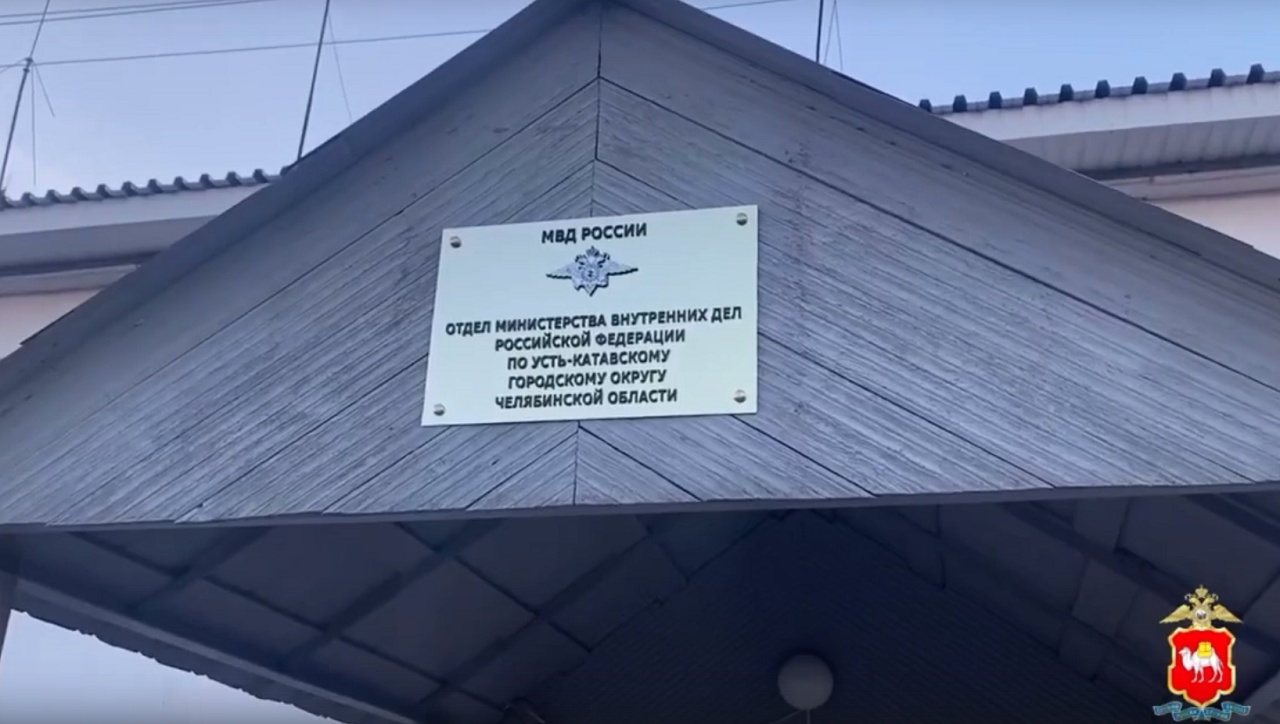 МВД РОССИИ
ОТДЕЛ МИНИСТЕРСТВА ВНУТРЕННИХ ДЕЛ
РОССИЙСКОЙ ФЕДЕРАЦИИ
ПО УСТЬ-КАТАВСКОМУ
ГОРОДСКОМУ ОКРУГУ
ЧЕЛЯБИНСКОЙ ОБЛАСТИ